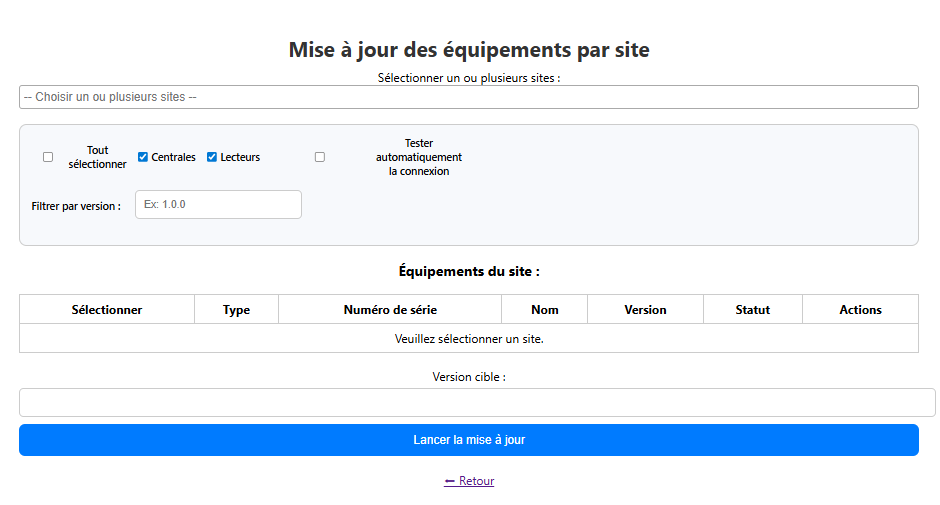 Mise à jour des équipements par site
Sélectionner un ou plusieurs sites :
-- Choisir un ou plusieurs sites --
Tout
sélectionner
Centrales
Lecteurs
Tester
automatiquement
la connexion
Filtrer par version :
Ex: 1.0.0
Équipements du site :
Sélectionner Type Numéro de série Nom Version Statut Actions
Veuillez sélectionner un site.
Version cible :
Lancer la mise à jour
← Retour